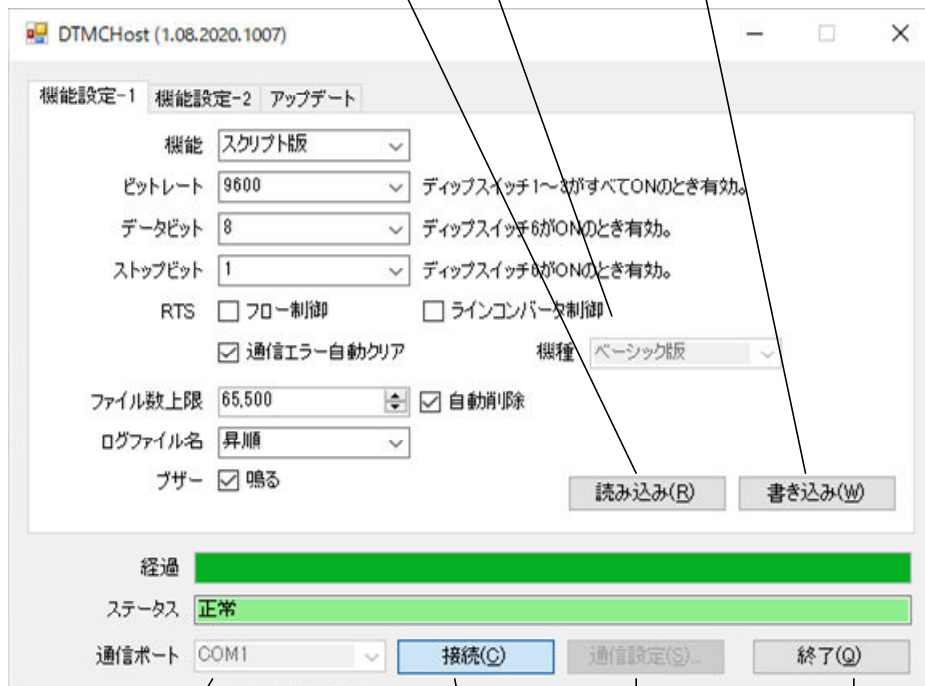 DTMCHost (1.08.2020.1007)
機能設定-1 機能設定-2 アップデート
機能 スクリプト版
ビットレート 9600 ディップスイッチ1～3がすべてONのとき有効。
データビット 8 ディップスイッチ6がONのとき有効。
ストップビット 1 ディップスイッチ6がONのとき有効。
RTS フロー制御 ラインコンバータ制御
通信エラー自動クリア 機種 ベーシック版
ファイル数上限 65,500 自動削除
ログファイル名 昇順
ブザー 鳴る
読み込み(R) 書き込み(W)
経過
ステータス 正常
通信ポート COM1 接続(C) 通信設定(S)... 終了(Q)